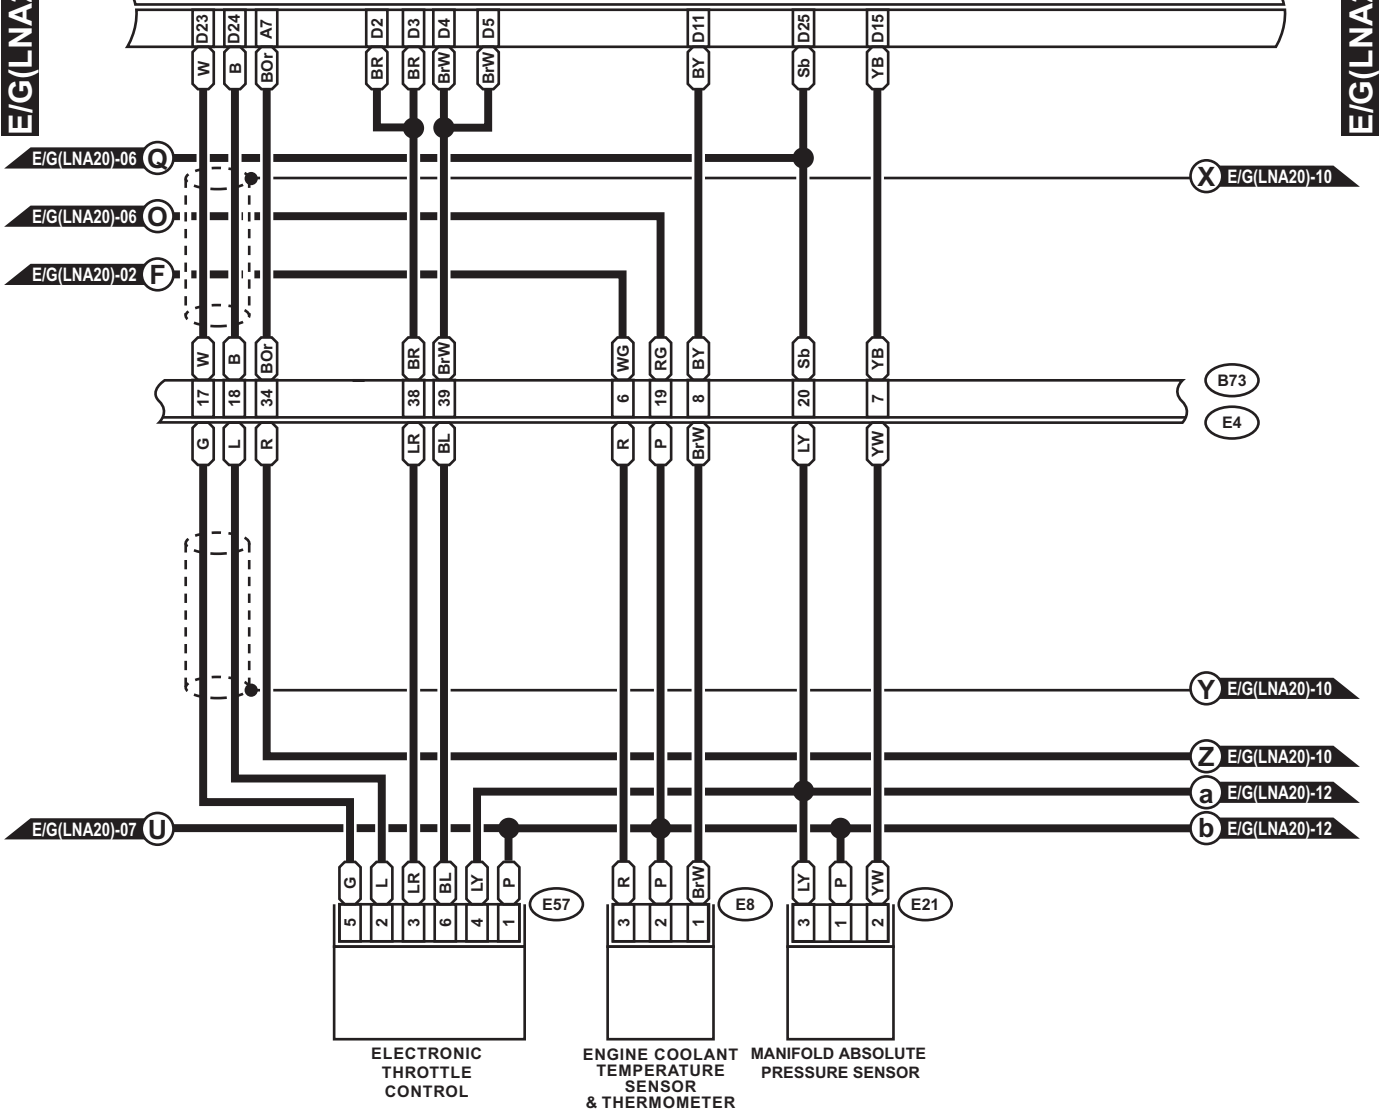 E/G(LNA
E/G(LNA
D23 D24 A7 D2 D3 D4 D5 D11 D25 D15
W B BOr BR BR BrW BrW BY Sb YB
E/G(LNA20)-06 Q
X E/G(LNA20)-10
E/G(LNA20)-06 O
E/G(LNA20)-02 F
W B BOr BR BrW WG RG BY Sb YB
17 18 34 38 39 6 19 8 20 7
B73
E4
G L R LR BL R P BrW LY YW
Y E/G(LNA20)-10
Z E/G(LNA20)-10
a E/G(LNA20)-12
E/G(LNA20)-07 U
b E/G(LNA20)-12
G L LR BL LY P R P BrW LY P YW
5 2 3 6 4 1 E57 3 2 1 E8 3 1 2 E21
ELECTRONIC
THROTTLE
CONTROL
ENGINE COOLANT
TEMPERATURE
SENSOR
& THERMOMETER
MANIFOLD ABSOLUTE
PRESSURE SENSOR